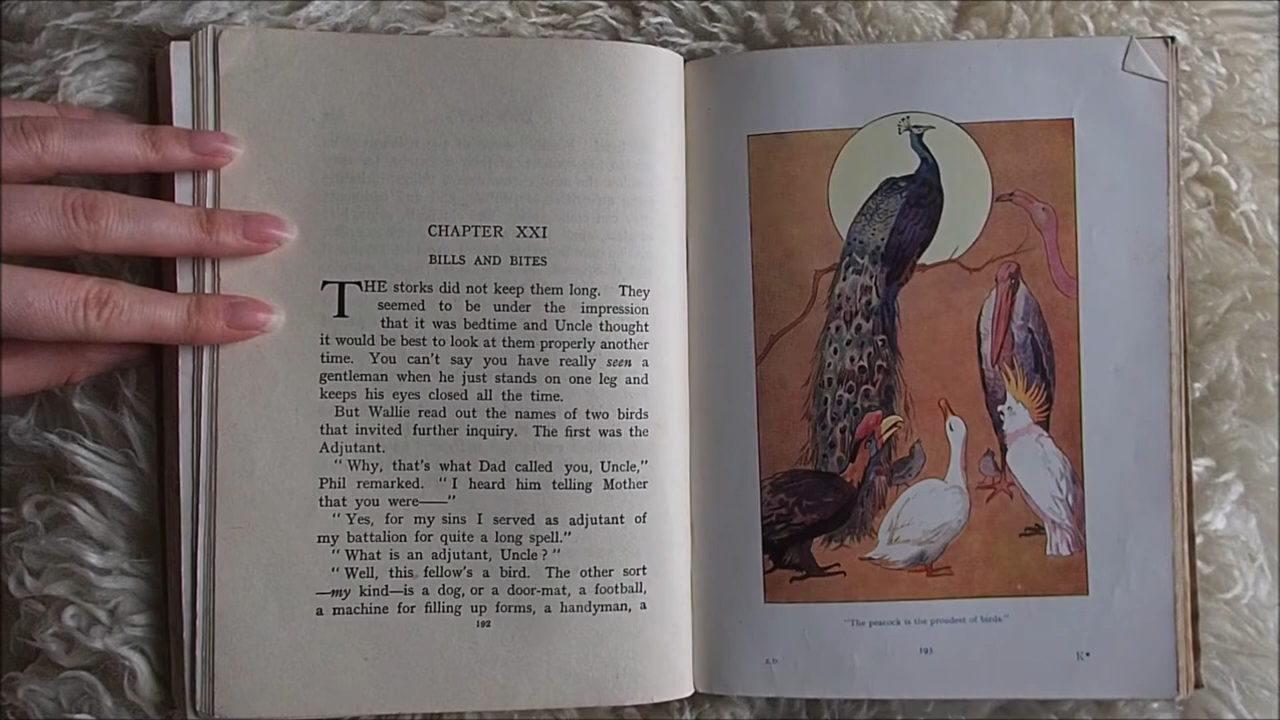 CHAPTER XXI
BILLS AND BITES
THE storks did not keep them long. They
seemed to be under the impression
that it was bedtime and Uncle thought
it would be best to look at them properly another
time. You can't say you have really seen a
gentleman when he just stands on one leg and
keeps his eyes closed all the time.
But Wallie read out the names of two birds
that invited further inquiry. The first was the
Adjutant.
"Why, that's what Dad called you, Uncle,"
Phil remarked. "I heard him telling Mother
that you were——"
"Yes, for my sins I served as adjutant of
my battalion for quite a long spell."
"What is an adjutant, Uncle?"
"Well, this fellow's a bird. The other sort
—my kind—is a dog, or a door-mat, a football,
a machine for filling up forms, a handyman, a
192
"The peacock is the proudest of birds."
193
K*